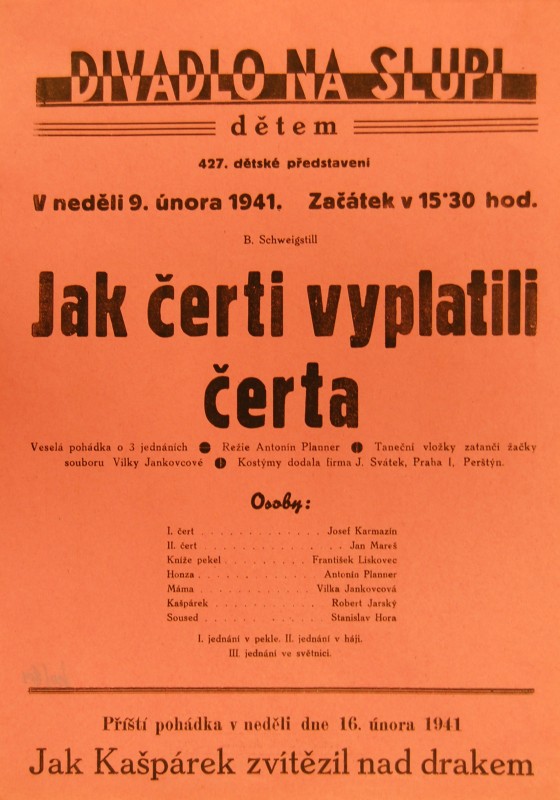 DIVADLO NA SLUPI
dětem
427. dětské představení
V neděli 9. února 1941. Začátek v 15·30 hod.
B. Schweigstill
Jak čerti vyplatili
čerta
Veselá pohádka o 3 jednáních ● Režie Antonín Planner ● Taneční vložky zatančí žačky
souboru Vilky Jankovcové ● Kostýmy dodala firma J. Svátek, Praha I, Perštýn.
Osoby:
I. čert . . . . . . . . . . . . Josef Karmazín
II. čert . . . . . . . . . . . . Jan Mareš
Kníže pekel . . . . . . . . František Liskovec
Honza . . . . . . . . . . . Antonín Planner
Máma . . . . . . . . . . Vilka Jankovcová
Kašpárek . . . . . . . . . . Robert Jarský
Soused . . . . . . . . . . . Stanislav Hora
I. jednání v pekle. II. jednání v háji.
III. jednání ve světnici.
Příští pohádka v neděli dne 16. února 1941
Jak Kašpárek zvítězil nad drakem